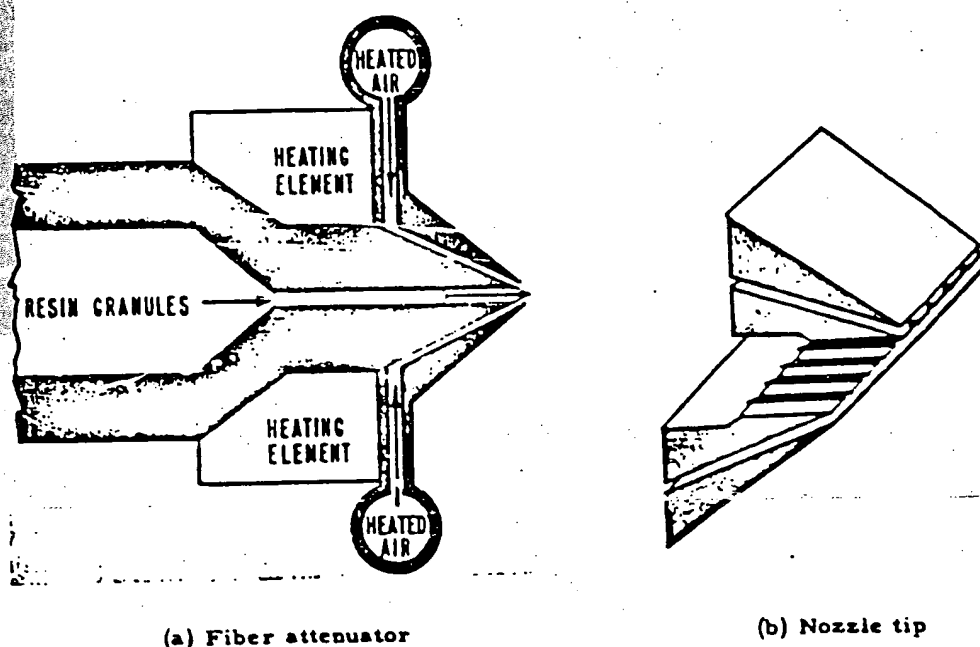 HEATED
AIR
HEATING
ELEMENT
RESIN GRANULES
HEATING
ELEMENT
HEATED
AIR
(a) Fiber attenuator
(b) Nozzle tip